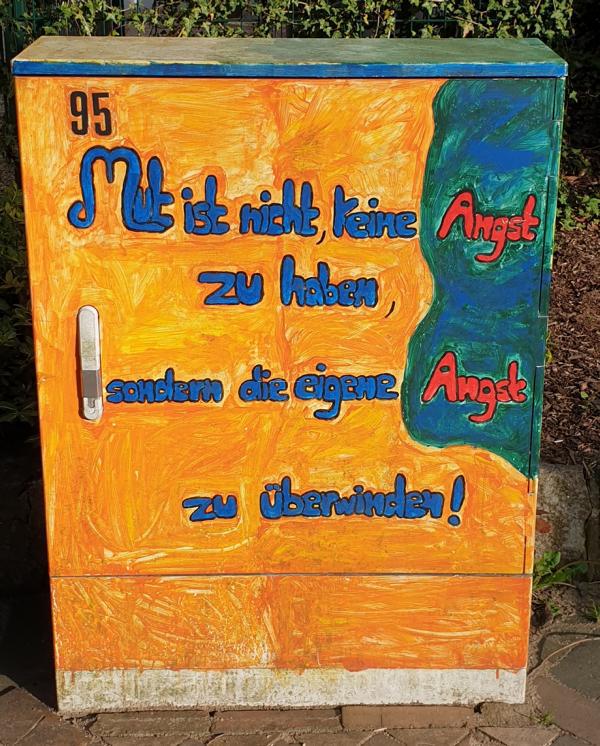 95
Mut ist nicht, keine Angst
zu haben,
sondern die eigene Angst
zu überwinden!